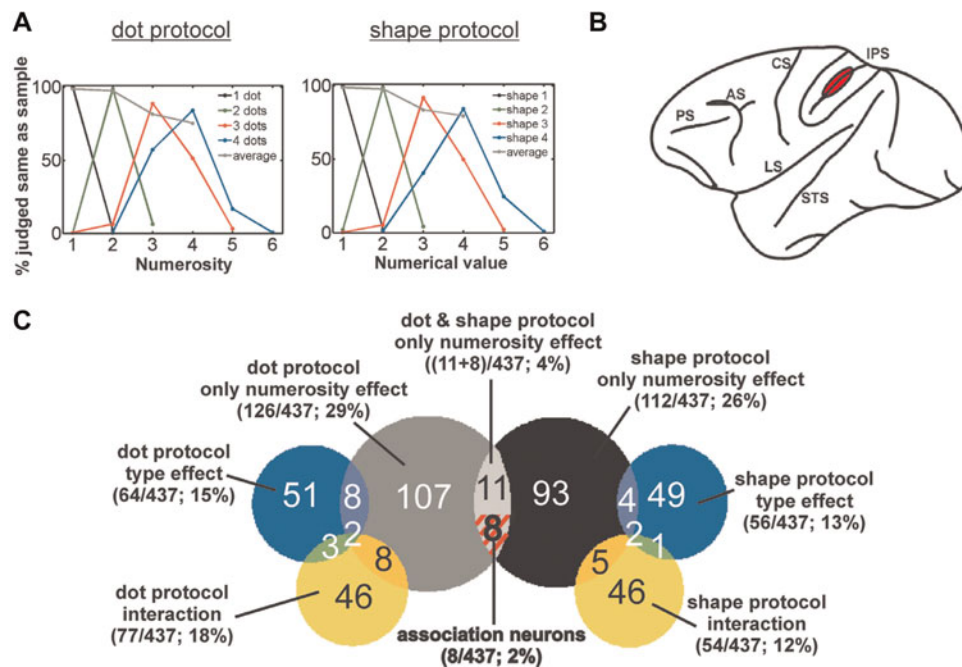 A
dot protocol
shape protocol
B
% judged same as sample
100
50
0
1 dot
2 dots
3 dots
4 dots
average
1 2 3 4 5 6
Numerosity
100
50
0
shape 1
shape 2
shape 3
shape 4
average
1 2 3 4 5 6
Numerical value
PS
AS
CS
IPS
LS
STS
C
dot & shape protocol
only numerosity effect
((11+8)/437; 4%)
dot protocol
only numerosity effect
(126/437; 29%)
shape protocol
only numerosity effect
(112/437; 26%)
dot protocol
type effect
(64/437; 15%)
shape protocol
type effect
(56/437; 13%)
51
8
107
11
93
4
49
3
2
8
8
5
2
1
46
46
dot protocol
interaction
(77/437; 18%)
association neurons
(8/437; 2%)
shape protocol
interaction
(54/437; 12%)